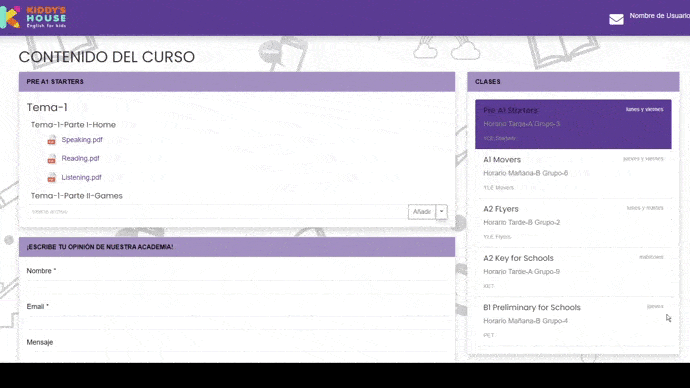 KIDDY'S
HOUSE
English for kids
Nombre de Usuario
CONTENIDO DEL CURSO
PRE A1 STARTERS
Tema-1
Tema-1-Parte I-Home
Speaking.pdf
Reading.pdf
Listening.pdf
Tema-1-Parte II-Games
Añadir
¡ESCRIBE TU OPINIÓN DE NUESTRA ACADEMIA!
Nombre *
Email *
Mensaje
CLASES
Pre A1 Starters
lunes y viernes
Horario Tarde-A Grupo-3
YLE Starters
A1 Movers
jueves y viernes
Horario Mañana-B Grupo-6
YLE Movers
A2 FLyers
lunes y martes
Horario Tarde-B Grupo-2
YLE Flyers
A2 Key for Schools
miércoles
Horario Tarde-A Grupo-9
KET
B1 Preliminary for Schools
jueves
Horario Mañana-B Grupo-4
PET